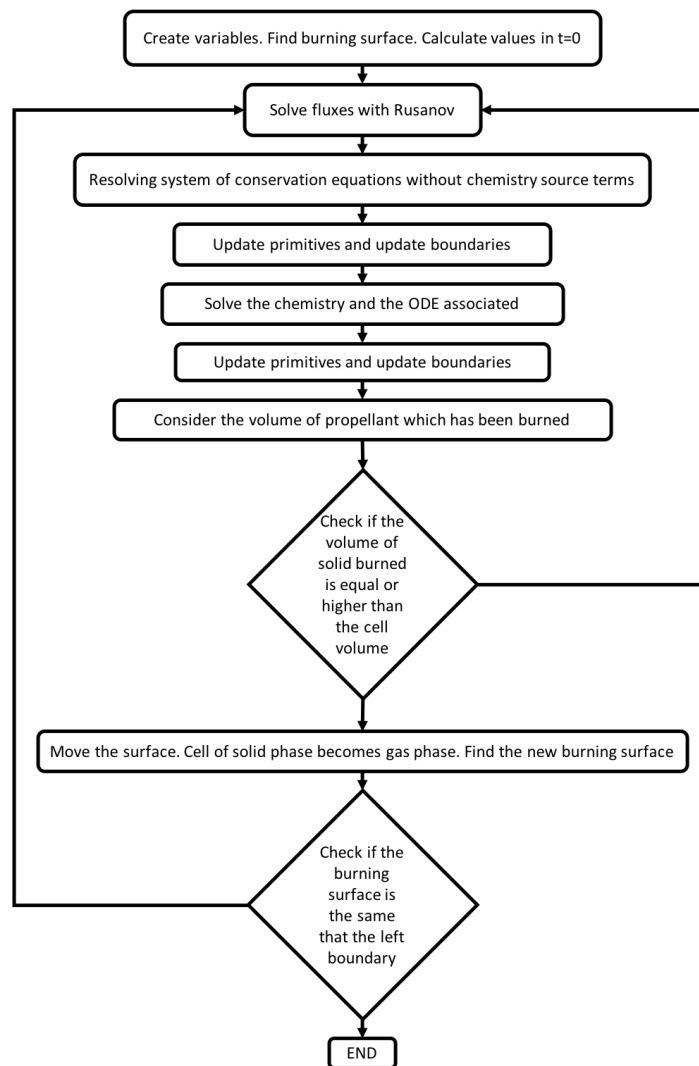 Create variables. Find burning surface. Calculate values in t=0
Solve fluxes with Rusanov
Resolving system of conservation equations without chemistry source terms
Update primitives and update boundaries
Solve the chemistry and the ODE associated
Update primitives and update boundaries
Consider the volume of propellant which has been burned
Check if the
volume of
solid burned
is equal or
higher than
the cell
volume
Move the surface. Cell of solid phase becomes gas phase. Find the new burning surface
Check if the
burning
surface is
the same
that the left
boundary
END